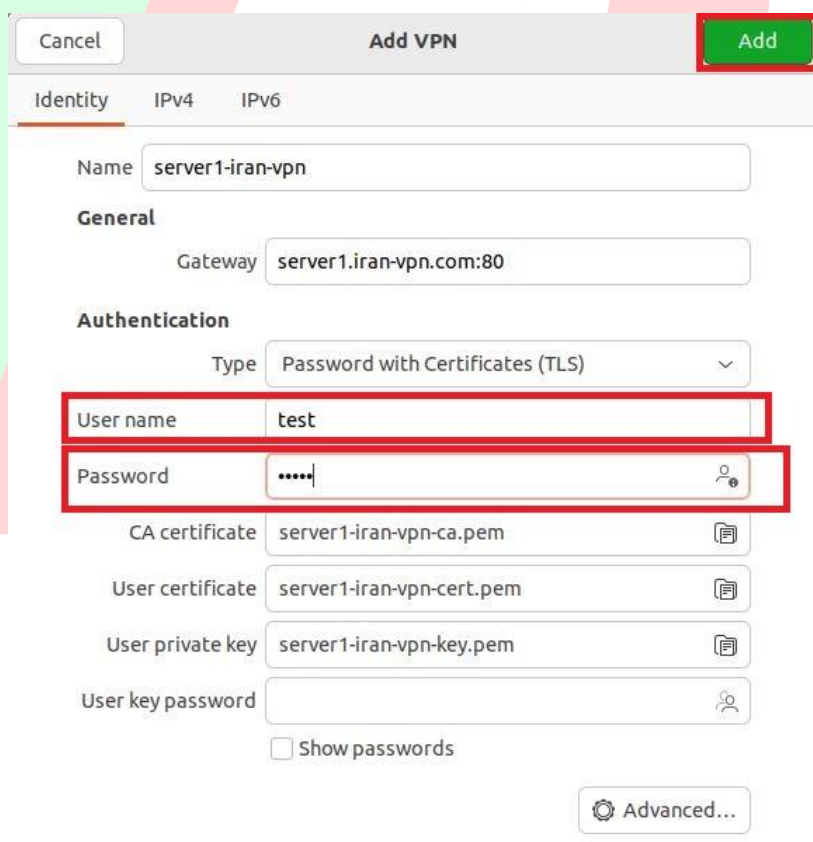 Cancel Add VPN Add
Identity IPv4 IPv6
Name server1-iran-vpn
General
Gateway server1.iran-vpn.com:80
Authentication
Type Password with Certificates (TLS)
User name test
Password •••••
CA certificate server1-iran-vpn-ca.pem
User certificate server1-iran-vpn-cert.pem
User private key server1-iran-vpn-key.pem
User key password
Show passwords
Advanced...